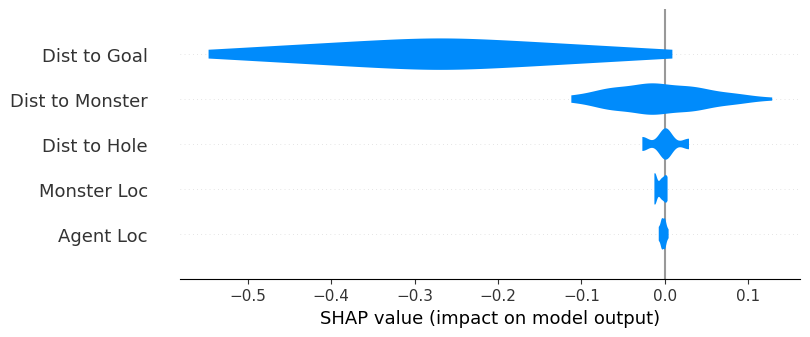 Dist to Goal
Dist to Monster
Dist to Hole
Monster Loc
Agent Loc
−0.5 −0.4 −0.3 −0.2 −0.1 0.0 0.1
SHAP value (impact on model output)